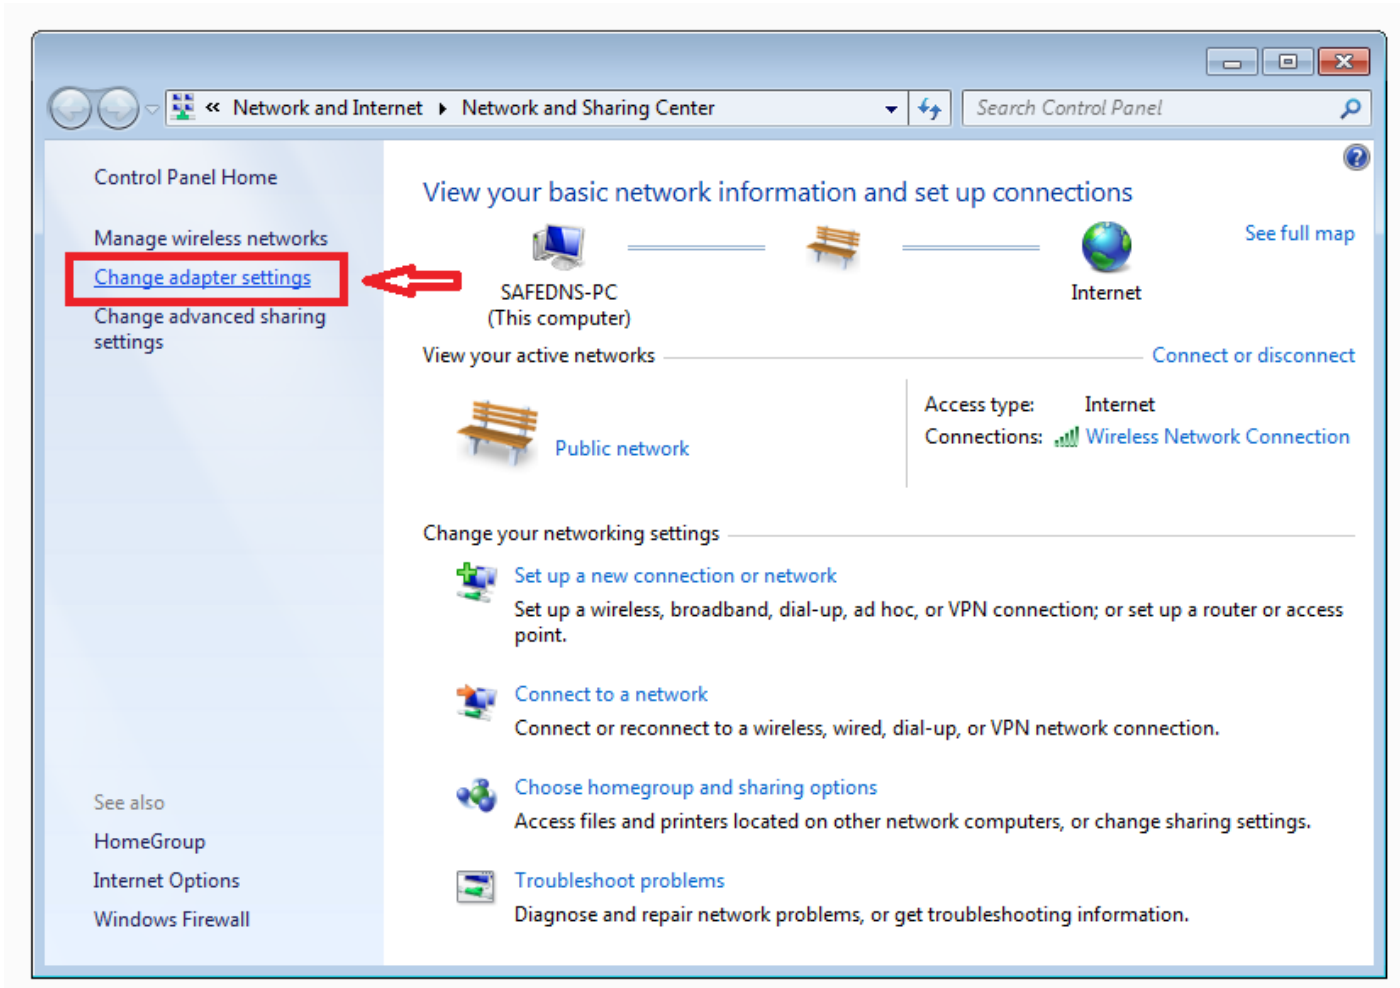 « Network and Internet ▸ Network and Sharing Center
Search Control Panel
Control Panel Home
Manage wireless networks
Change adapter settings
Change advanced sharing
settings
See also
HomeGroup
Internet Options
Windows Firewall
View your basic network information and set up connections
See full map
SAFEDNS-PC
(This computer)
Internet
View your active networks
Connect or disconnect
Public network
Access type: Internet
Connections: Wireless Network Connection
Change your networking settings
Set up a new connection or network
Set up a wireless, broadband, dial-up, ad hoc, or VPN connection; or set up a router or access
point.
Connect to a network
Connect or reconnect to a wireless, wired, dial-up, or VPN network connection.
Choose homegroup and sharing options
Access files and printers located on other network computers, or change sharing settings.
Troubleshoot problems
Diagnose and repair network problems, or get troubleshooting information.